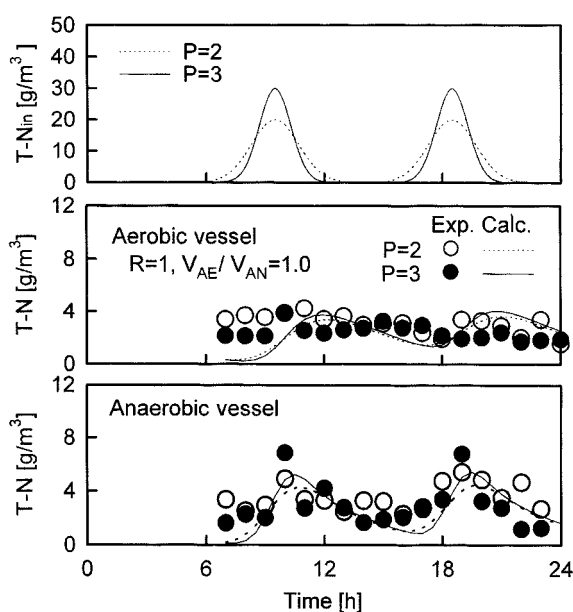 50
40
30
20
10
0
T-Nin [g/m³]
P=2
P=3
12
8
4
0
T-N [g/m³]
Aerobic vessel
R=1, VAE/ VAN=1.0
Exp. Calc.
P=2
P=3
12
8
4
0
T-N [g/m³]
Anaerobic vessel
0 6 12 18 24
Time [h]